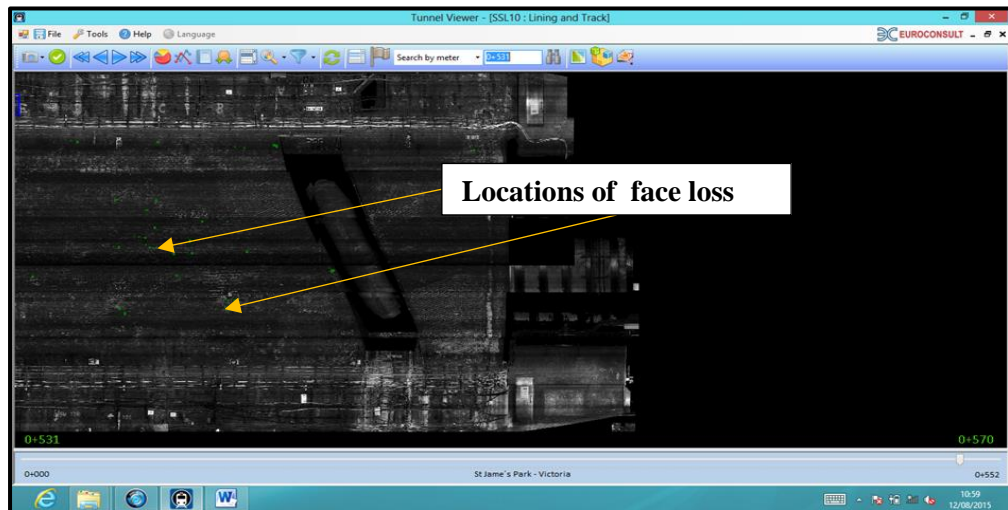 Tunnel Viewer - [SSL10 : Lining and Track]
File Tools Help Language
EUROCONSULT
Search by meter 0+531
Locations of face loss
0+531 0+570
0+000 St Jame's Park - Victoria 0+552
10:59
12/08/2015